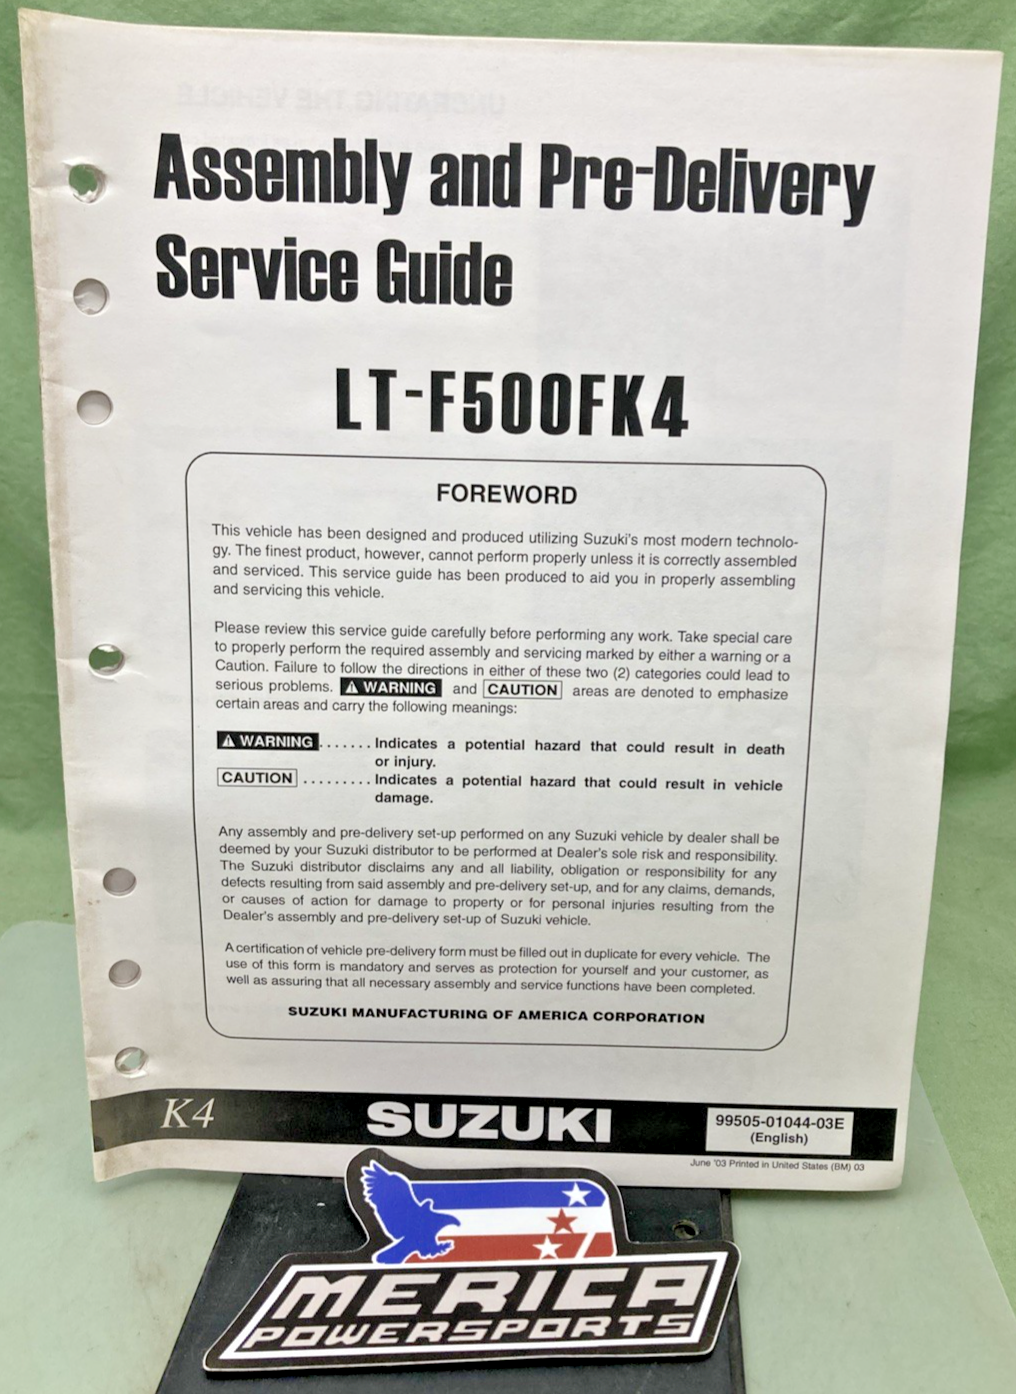 Assembly and Pre-Delivery
Service Guide
LT-F500FK4
FOREWORD
This vehicle has been designed and produced utilizing Suzuki's most modern technolo-
gy. The finest product, however, cannot perform properly unless it is correctly assembled
and serviced. This service guide has been produced to aid you in properly assembling
and servicing this vehicle.
Please review this service guide carefully before performing any work. Take special care
to properly perform the required assembly and servicing marked by either a warning or a
Caution. Failure to follow the directions in either of these two (2) categories could lead to
serious problems. ⚠ WARNING and CAUTION areas are denoted to emphasize
certain areas and carry the following meanings:
⚠ WARNING ....... Indicates a potential hazard that could result in death
or injury.
CAUTION ......... Indicates a potential hazard that could result in vehicle
damage.
Any assembly and pre-delivery set-up performed on any Suzuki vehicle by dealer shall be
deemed by your Suzuki distributor to be performed at Dealer's sole risk and responsibility.
The Suzuki distributor disclaims any and all liability, obligation or responsibility for any
defects resulting from said assembly and pre-delivery set-up, and for any claims, demands,
or causes of action for damage to property or for personal injuries resulting from the
Dealer's assembly and pre-delivery set-up of Suzuki vehicle.
A certification of vehicle pre-delivery form must be filled out in duplicate for every vehicle. The
use of this form is mandatory and serves as protection for yourself and your customer, as
well as assuring that all necessary assembly and service functions have been completed.
SUZUKI MANUFACTURING OF AMERICA CORPORATION
K4 SUZUKI 99505-01044-03E
(English)
June '03 Printed in United States (BM) 03
MERICA
POWERSPORTS